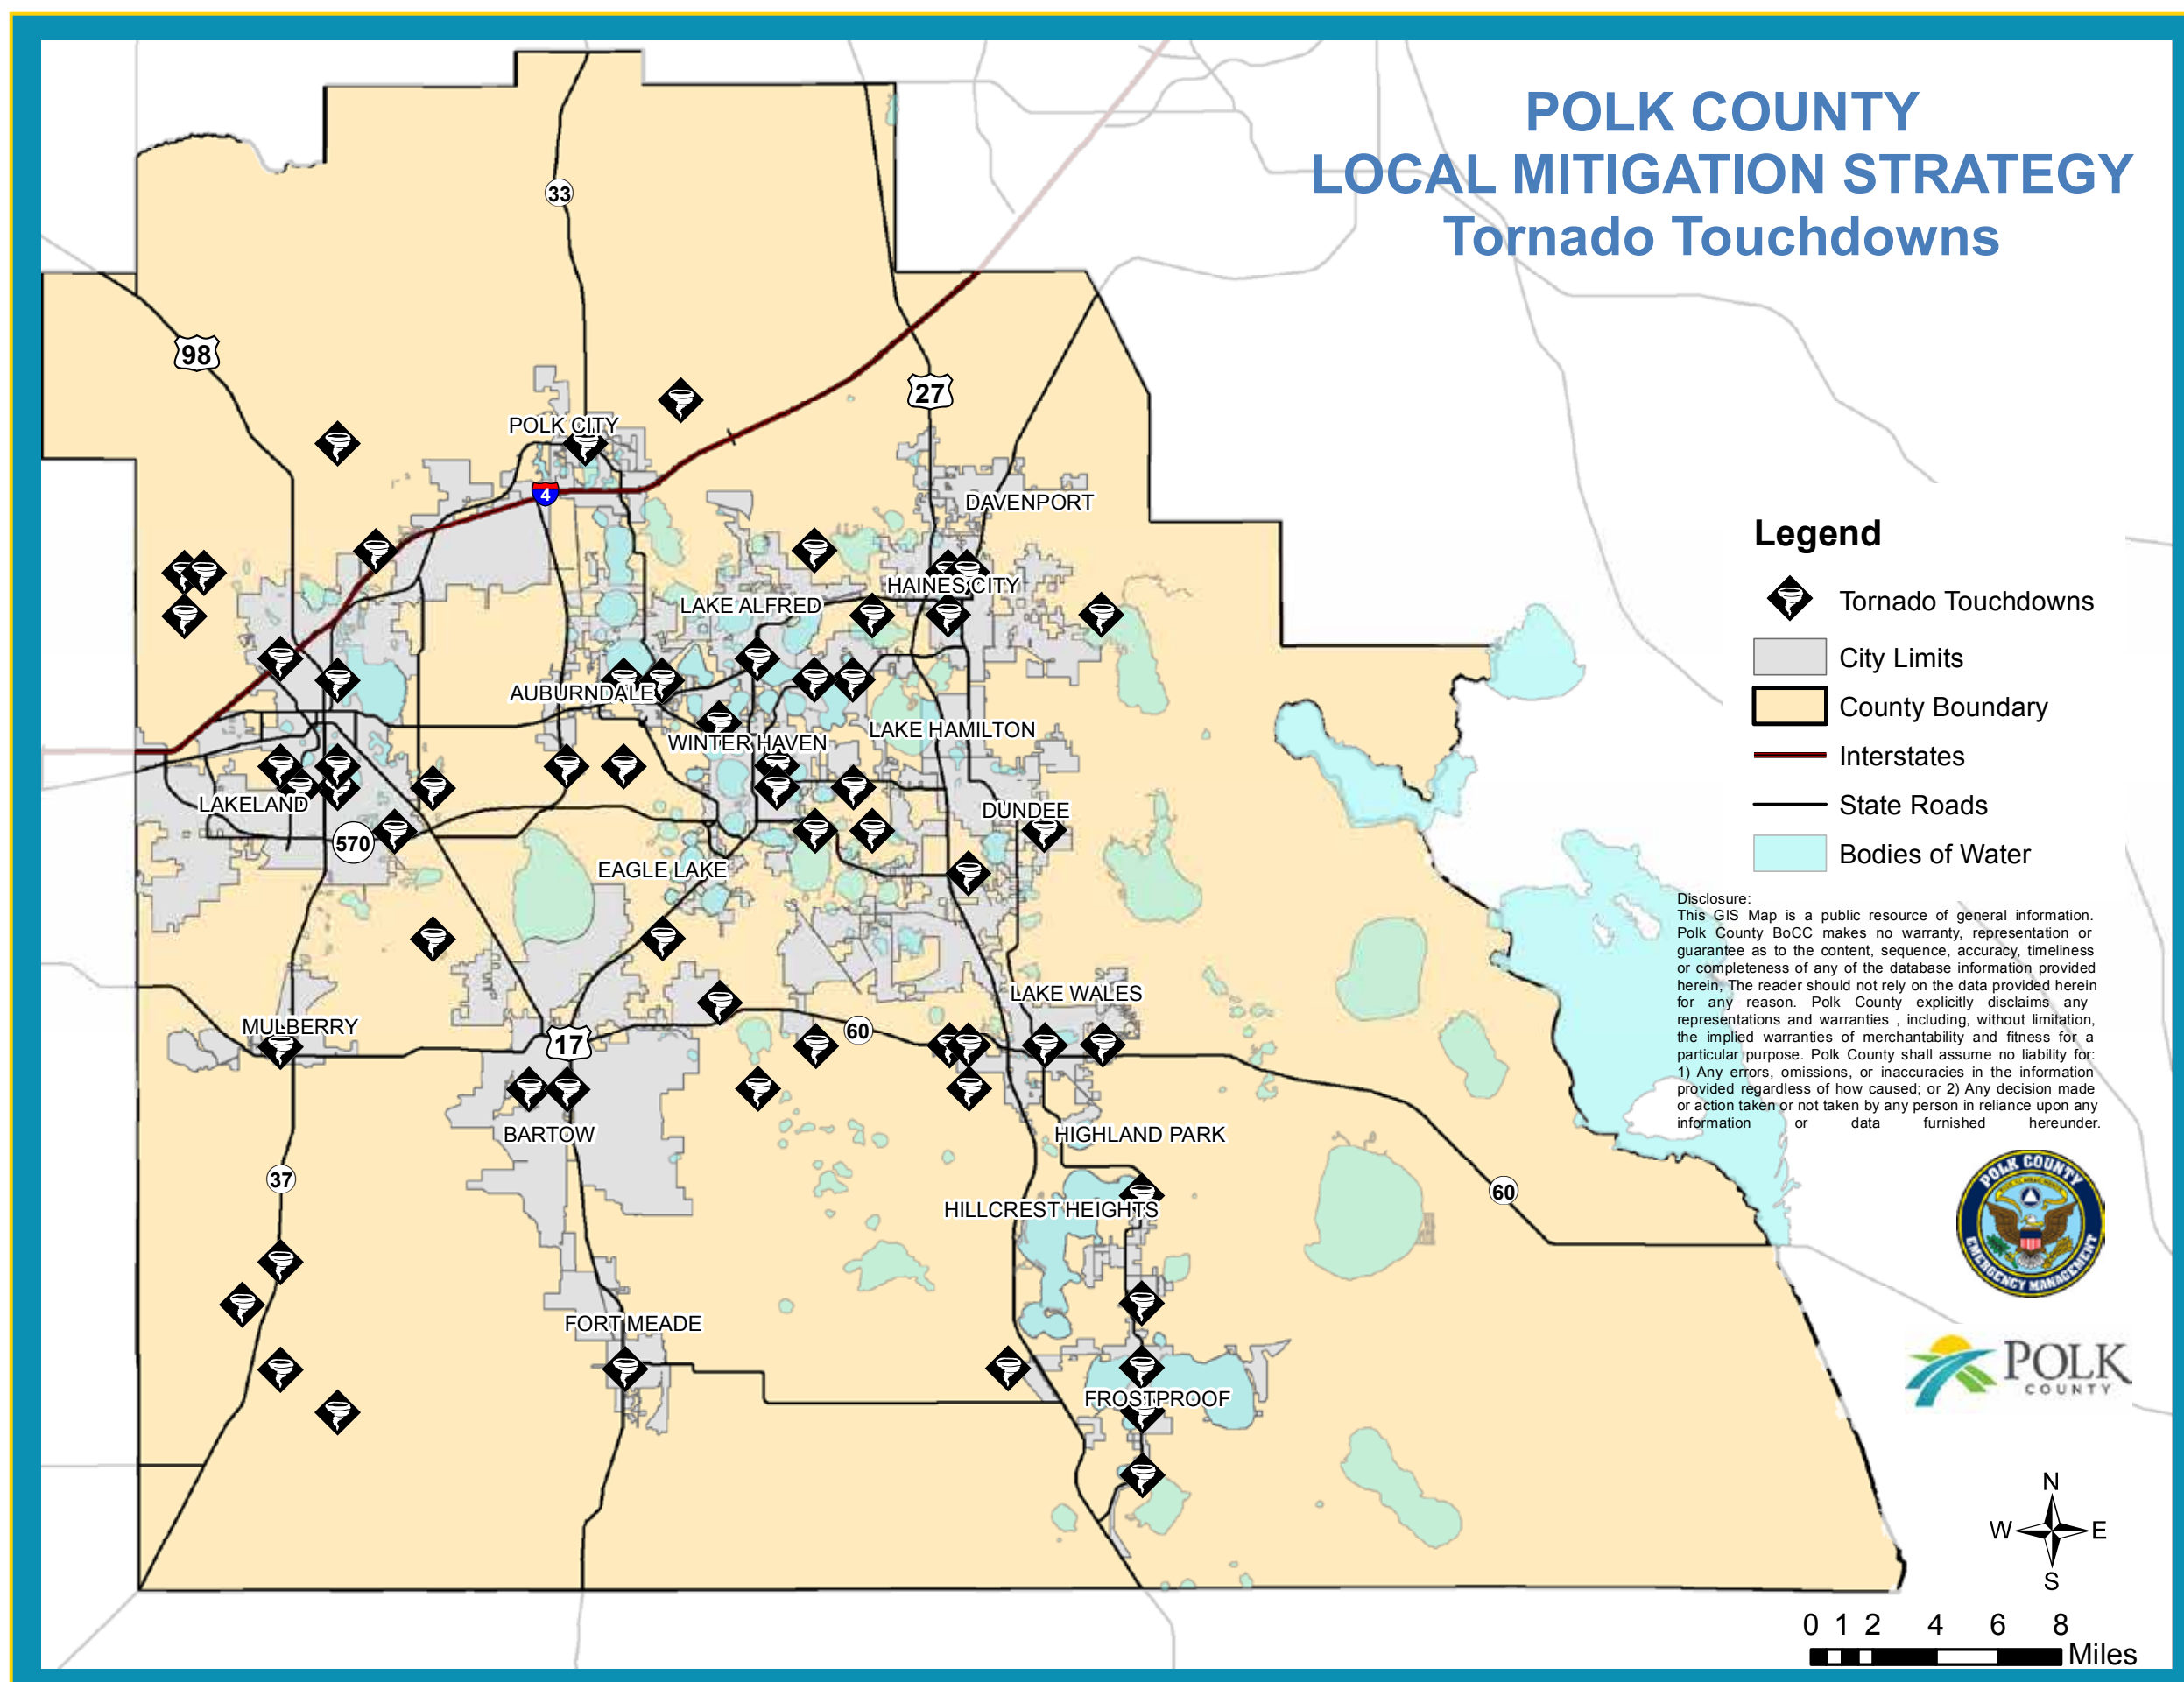 POLK COUNTY
LOCAL MITIGATION STRATEGY
Tornado Touchdowns
33
98
27
POLK CITY
4
DAVENPORT
HAINES CITY
LAKE ALFRED
AUBURNDALE
LAKE HAMILTON
WINTER HAVEN
LAKELAND
DUNDEE
570
EAGLE LAKE
LAKE WALES
MULBERRY
17
60
BARTOW
HIGHLAND PARK
37
60
HILLCREST HEIGHTS
FORT MEADE
FROSTPROOF
Legend
Tornado Touchdowns
City Limits
County Boundary
Interstates
State Roads
Bodies of Water
Disclosure:
This GIS Map is a public resource of general information.
Polk County BoCC makes no warranty, representation or
guarantee as to the content, sequence, accuracy, timeliness
or completeness of any of the database information provided
herein, The reader should not rely on the data provided herein
for any reason. Polk County explicitly disclaims any
representations and warranties , including, without limitation,
the implied warranties of merchantability and fitness for a
particular purpose. Polk County shall assume no liability for:
1) Any errors, omissions, or inaccuracies in the information
provided regardless of how caused; or 2) Any decision made
or action taken or not taken by any person in reliance upon any
information or data furnished hereunder.
POLK COUNTY
EMERGENCY MANAGEMENT
POLK
COUNTY
N
W E
S
0 1 2 4 6 8
Miles